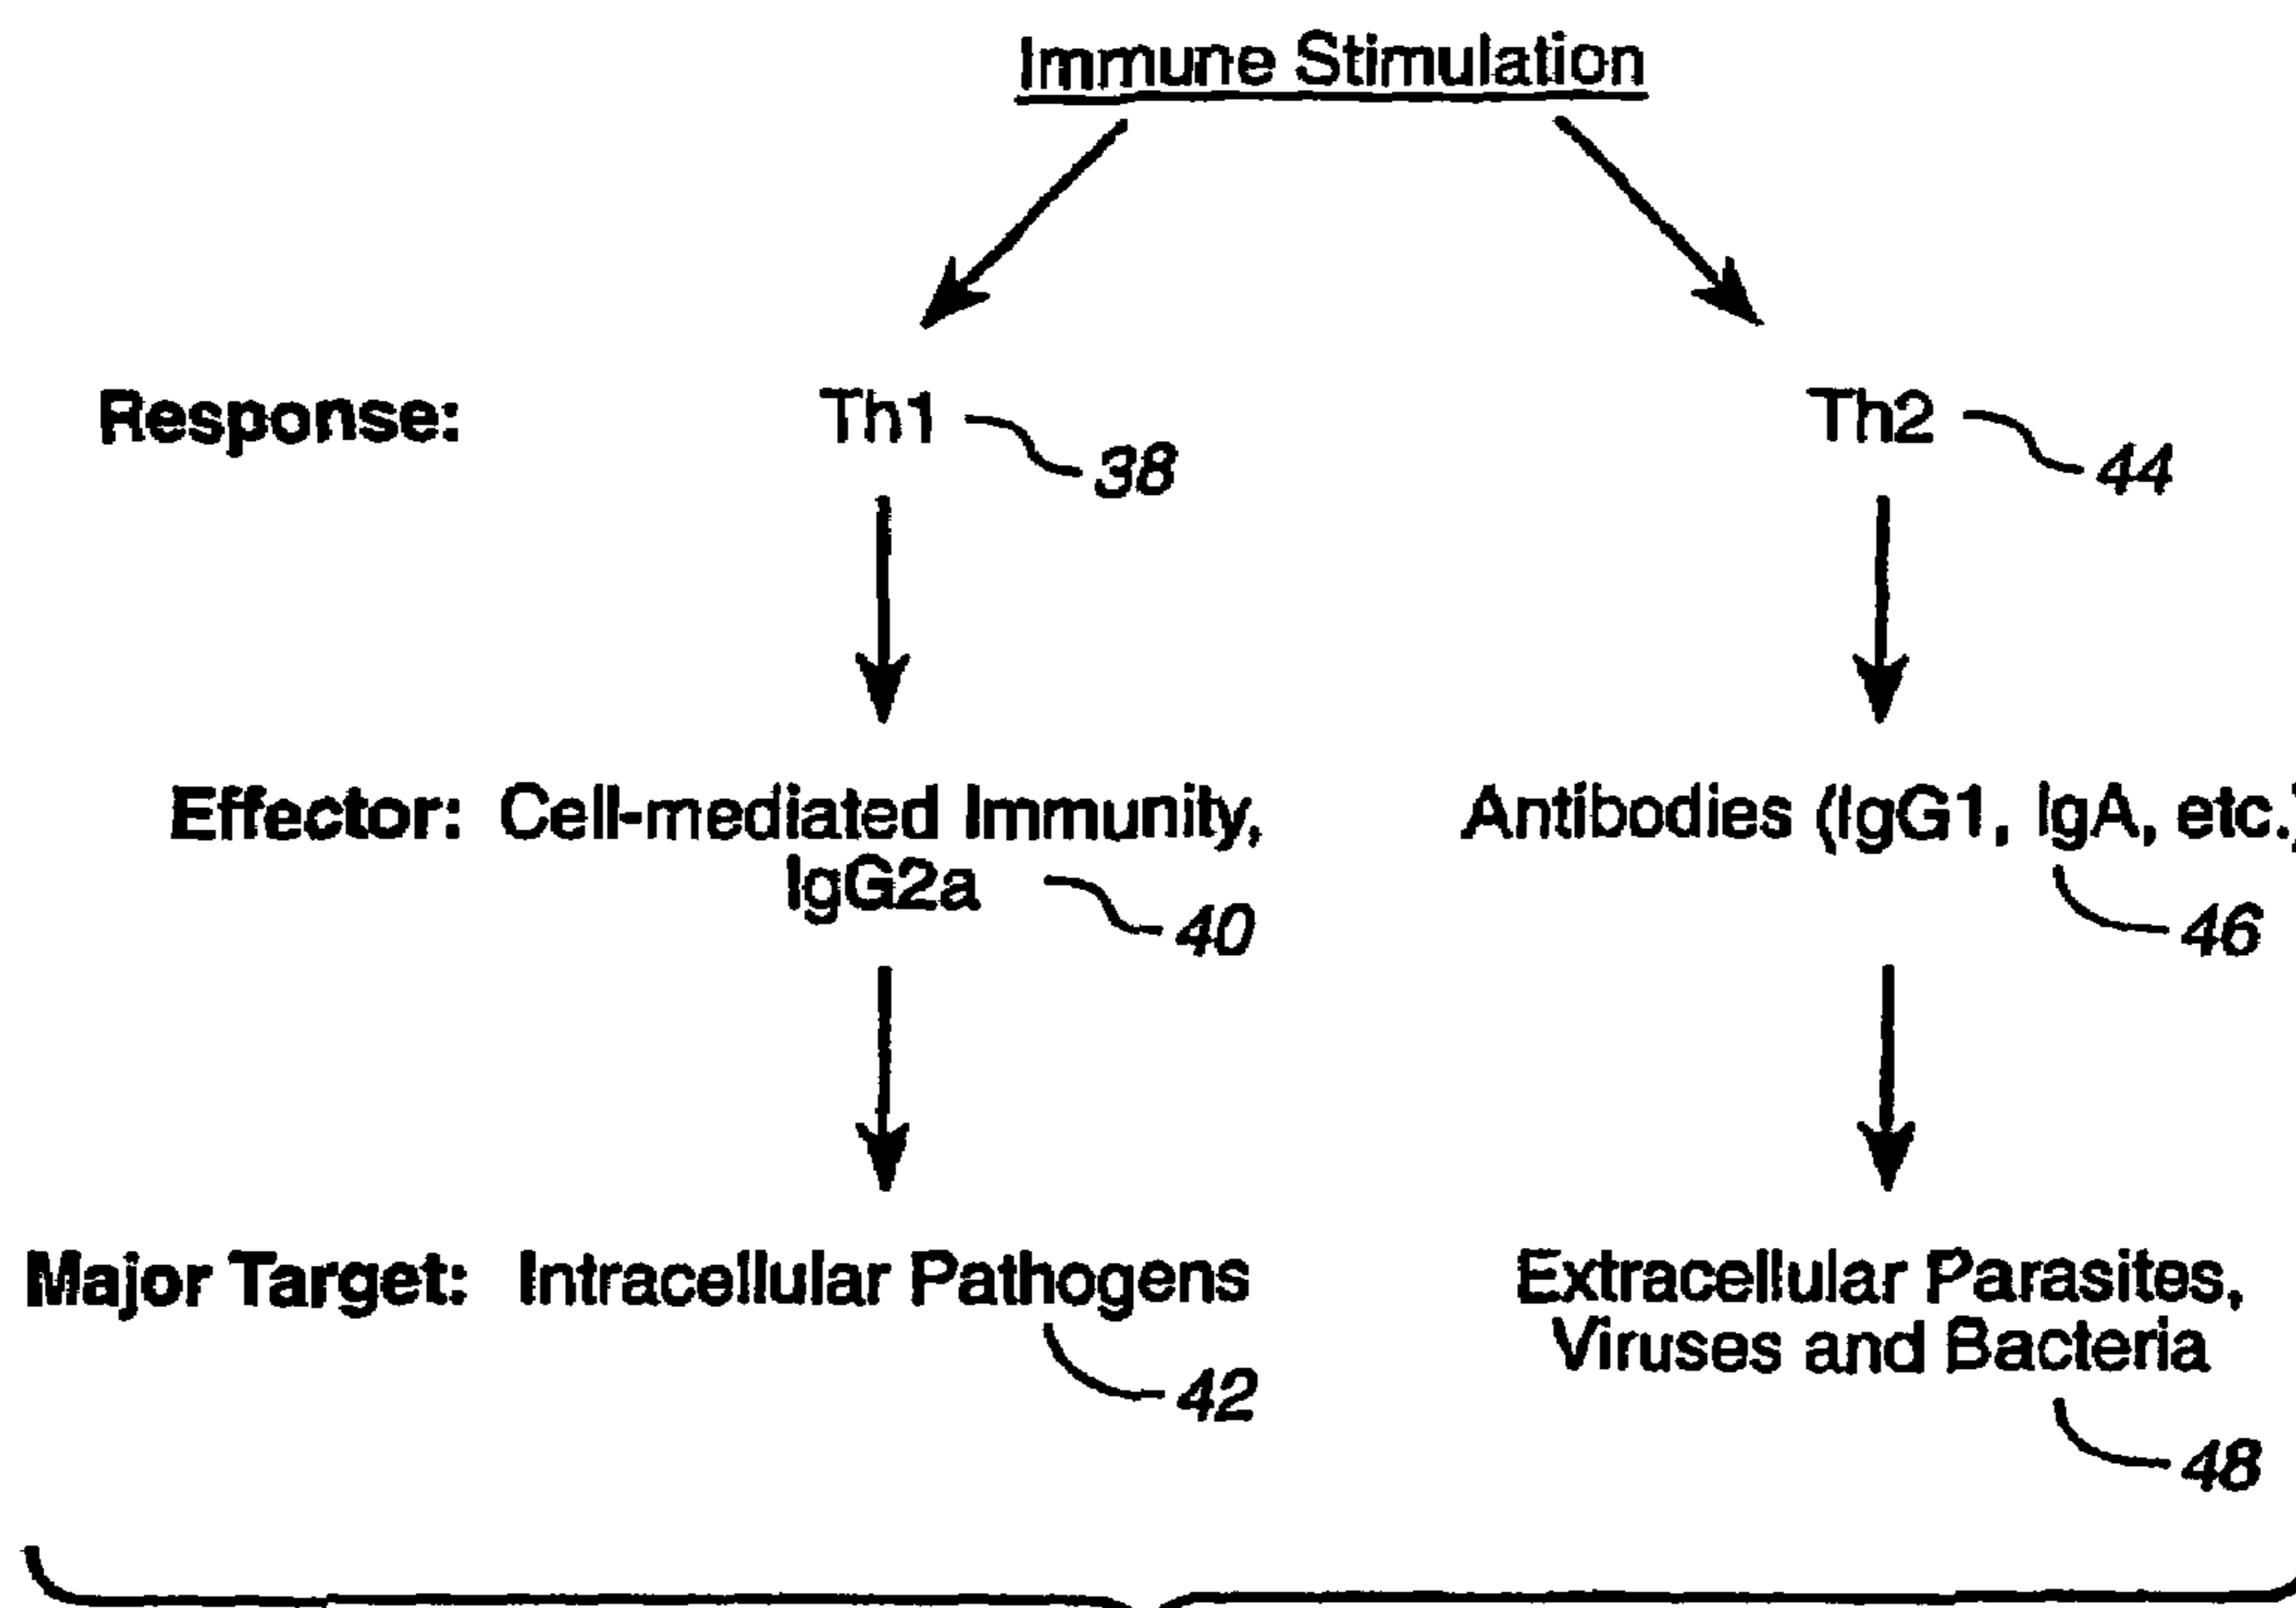 Immune Stimulation
Response: Th1 38 Th2 44
Effector: Cell-mediated Immunity, Antibodies (IgG1, IgA, etc.)
IgG2a 40 46
Major Target: Intracellular Pathogens Extracellular Parasites,
Viruses and Bacteria
42 48